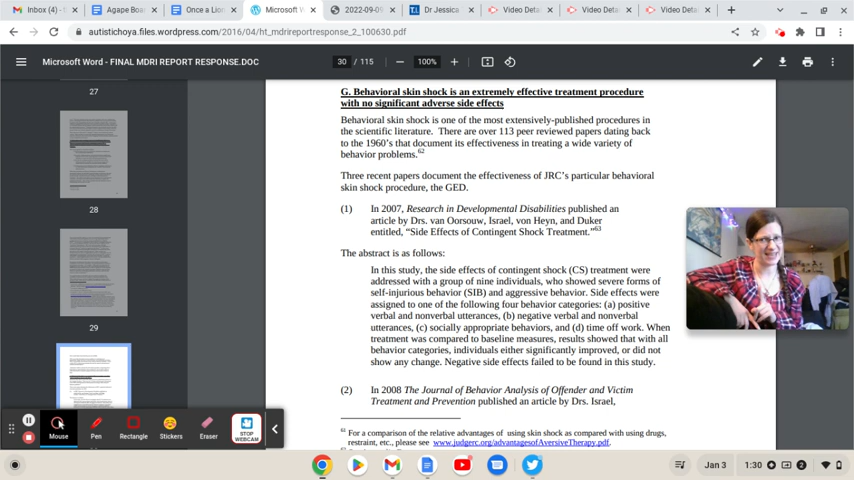 Inbox (4) - 
Agape Boa
Once a Lion
Microsoft W
2022-09-09
Dr Jessica
Video Deta
Video Deta
Video Deta
autistichoya.files.wordpress.com/2016/04/ht_mdrireportresponse_2_100630.pdf
Microsoft Word - FINAL MDRI REPORT RESPONSE.DOC
30 / 115
100%
27
28
29
G. Behavioral skin shock is an extremely effective treatment procedure
with no significant adverse side effects
Behavioral skin shock is one of the most extensively-published procedures in
the scientific literature. There are over 113 peer reviewed papers dating back
to the 1960's that document its effectiveness in treating a wide variety of
behavior problems.62
Three recent papers document the effectiveness of JRC's particular behavioral
skin shock procedure, the GED.
(1) In 2007, Research in Developmental Disabilities published an
article by Drs. van Oorsouw, Israel, von Heyn, and Duker
entitled, "Side Effects of Contingent Shock Treatment."63
The abstract is as follows:
In this study, the side effects of contingent shock (CS) treatment were
addressed with a group of nine individuals, who showed severe forms of
self-injurious behavior (SIB) and aggressive behavior. Side effects were
assigned to one of the following four behavior categories: (a) positive
verbal and nonverbal utterances, (b) negative verbal and nonverbal
utterances, (c) socially appropriate behaviors, and (d) time off work. When
treatment was compared to baseline measures, results showed that with all
behavior categories, individuals either significantly improved, or did not
show any change. Negative side effects failed to be found in this study.
(2) In 2008 The Journal of Behavior Analysis of Offender and Victim
Treatment and Prevention published an article by Drs. Israel,
62 For a comparison of the relative advantages of using skin shock as compared with using drugs,
restraint, etc., please see www.judgerc.org/advantagesofAversiveTherapy.pdf.
Mouse
Pen
Rectangle
Stickers
Eraser
STOP
WEBCAM
Jan 3
1:30
2